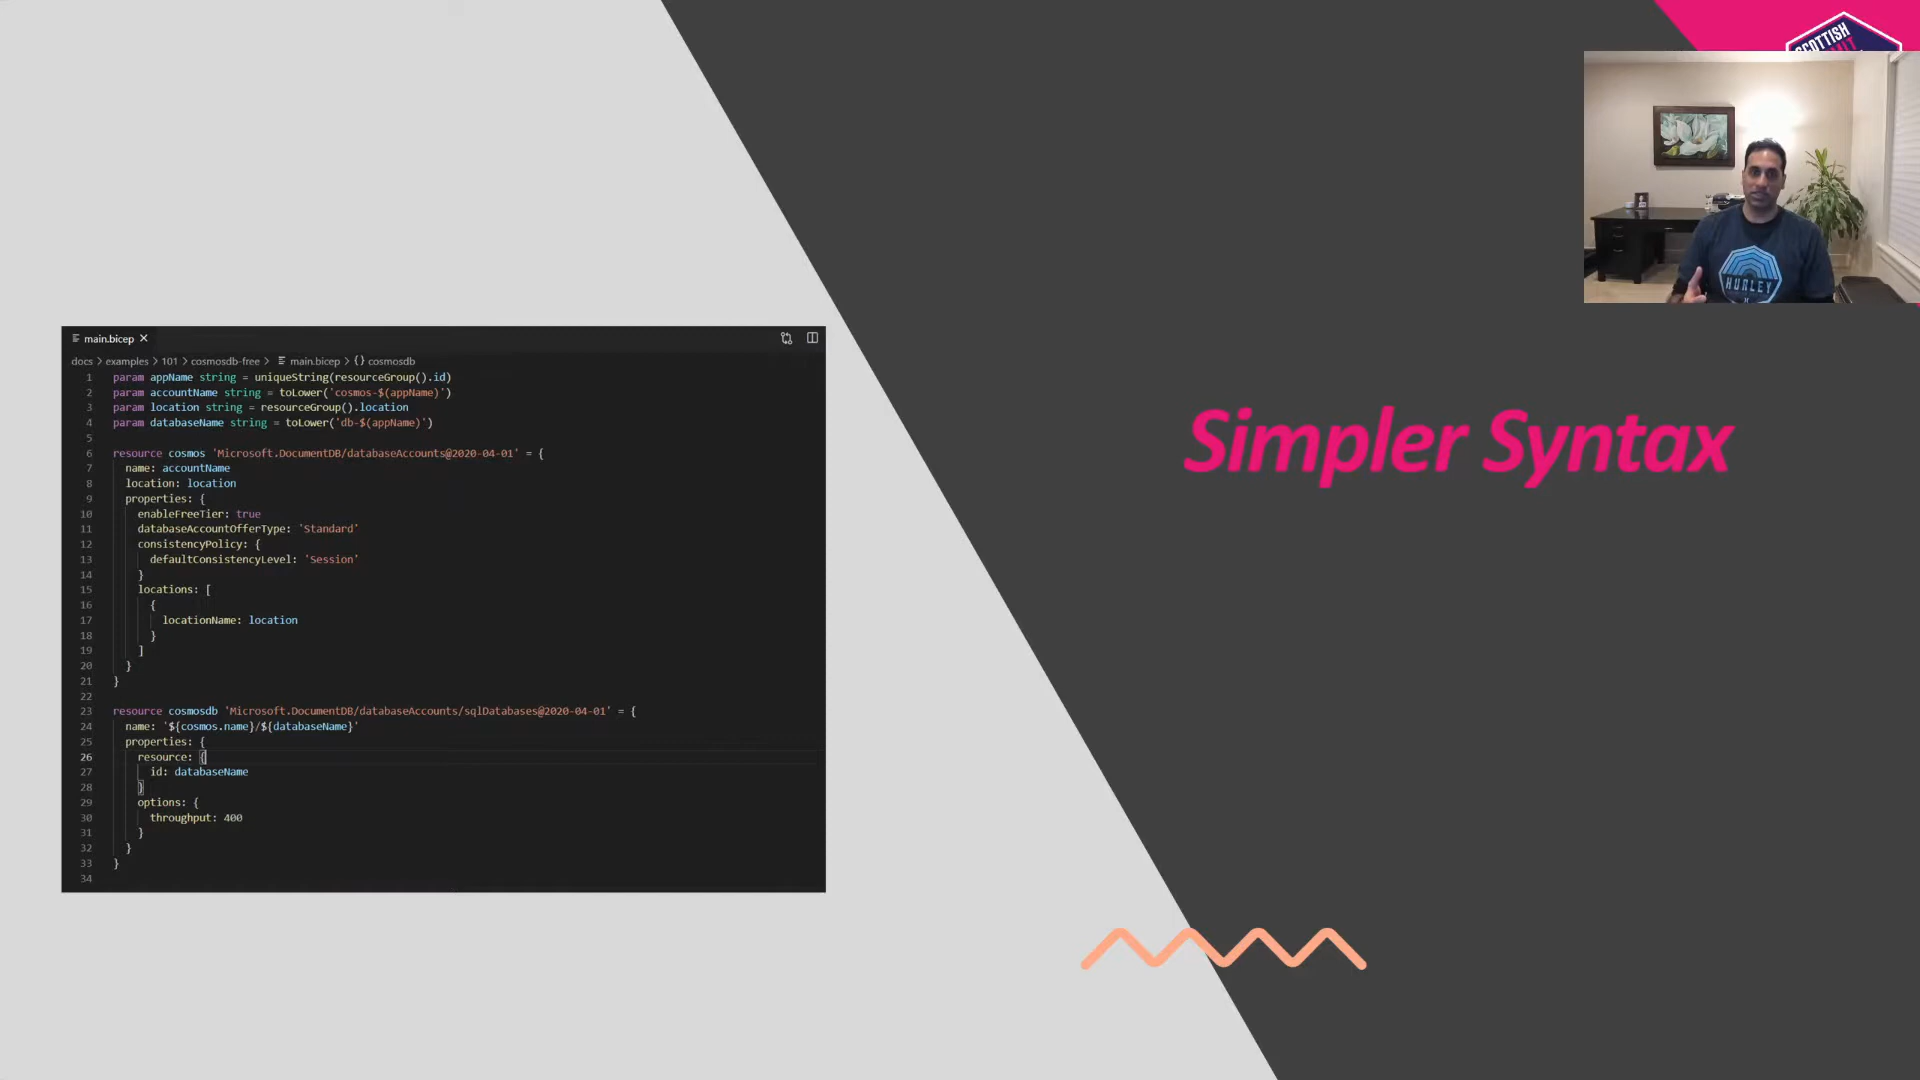 SCOTTISH
HURLEY
main.bicep
docs > examples > 101 > cosmosdb-free > main.bicep > {} cosmosdb
1 param appName string = uniqueString(resourceGroup().id)
2 param accountName string = toLower('cosmos-$(appName)')
3 param location string = resourceGroup().location
4 param databaseName string = toLower('db-$(appName)')
5
6 resource cosmos 'Microsoft.DocumentDB/databaseAccounts@2020-04-01' = {
7 name: accountName
8 location: location
9 properties: {
10 enableFreeTier: true
11 databaseAccountOfferType: 'Standard'
12 consistencyPolicy: {
13 defaultConsistencyLevel: 'Session'
14 }
15 locations: [
16 {
17 locationName: location
18 }
19 ]
20 }
21 }
22
23 resource cosmosdb 'Microsoft.DocumentDB/databaseAccounts/sqlDatabases@2020-04-01' = {
24 name: '${cosmos.name}/${databaseName}'
25 properties: {
26 resource: {
27 id: databaseName
28 }
29 options: {
30 throughput: 400
31 }
32 }
33 }
34
Simpler Syntax